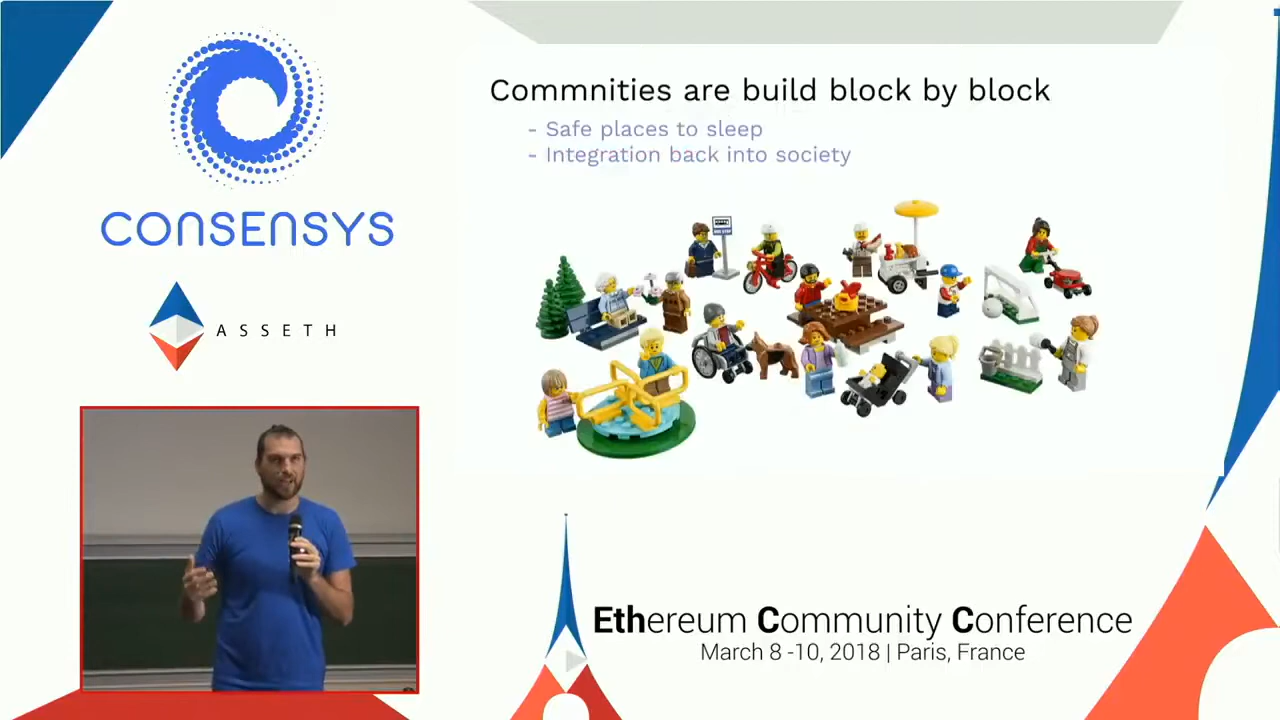 CONSENSYS
ASSETH
Commnities are build block by block
- Safe places to sleep
- Integration back into society
Ethereum Community Conference
March 8 -10, 2018 | Paris, France